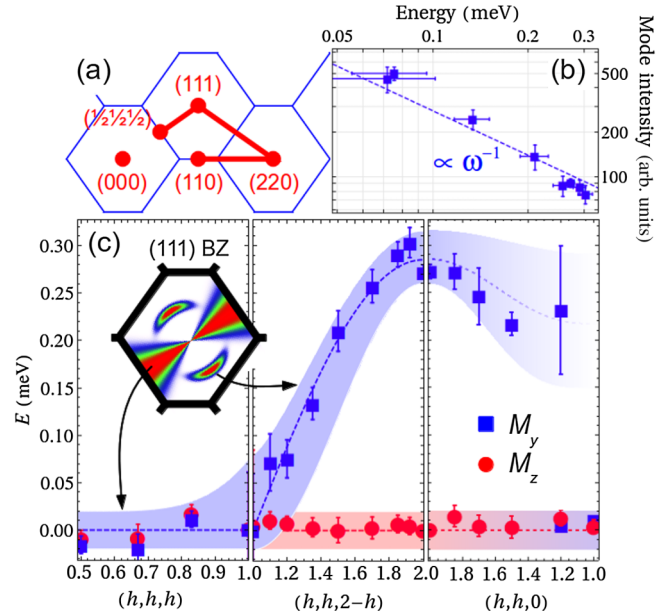 Energy (meV)
0.05 0.1 0.2 0.3
(a)
(111)
(½½½)
(000)
(110)
(220)
(b)
∝ ω⁻¹
500
200
100
Mode intensity (arb. units)
(c)
(111) BZ
0.30
0.25
0.20
0.15
0.10
0.05
0.00
E (meV)
M_y
M_z
0.5 0.6 0.7 0.8 0.9 1.0
1.2 1.4 1.6 1.8 2.0
1.8 1.6 1.4 1.2 1.0
(h,h,h)
(h,h,2−h)
(h,h,0)